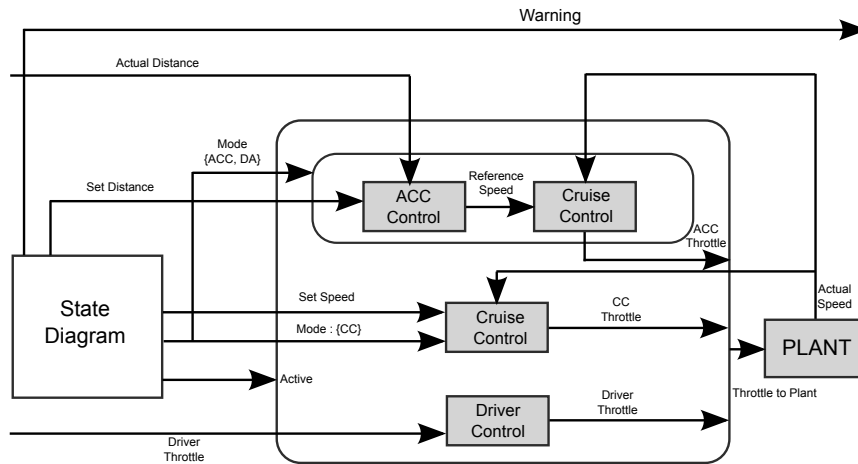 Warning
Actual Distance
Mode
{ACC, DA}
Set Distance
Reference
Speed
ACC
Control
Cruise
Control
ACC
Throttle
State
Diagram
Set Speed
Mode : {CC}
Cruise
Control
CC
Throttle
Actual
Speed
PLANT
Active
Throttle to Plant
Driver
Control
Driver
Throttle
Driver
Throttle